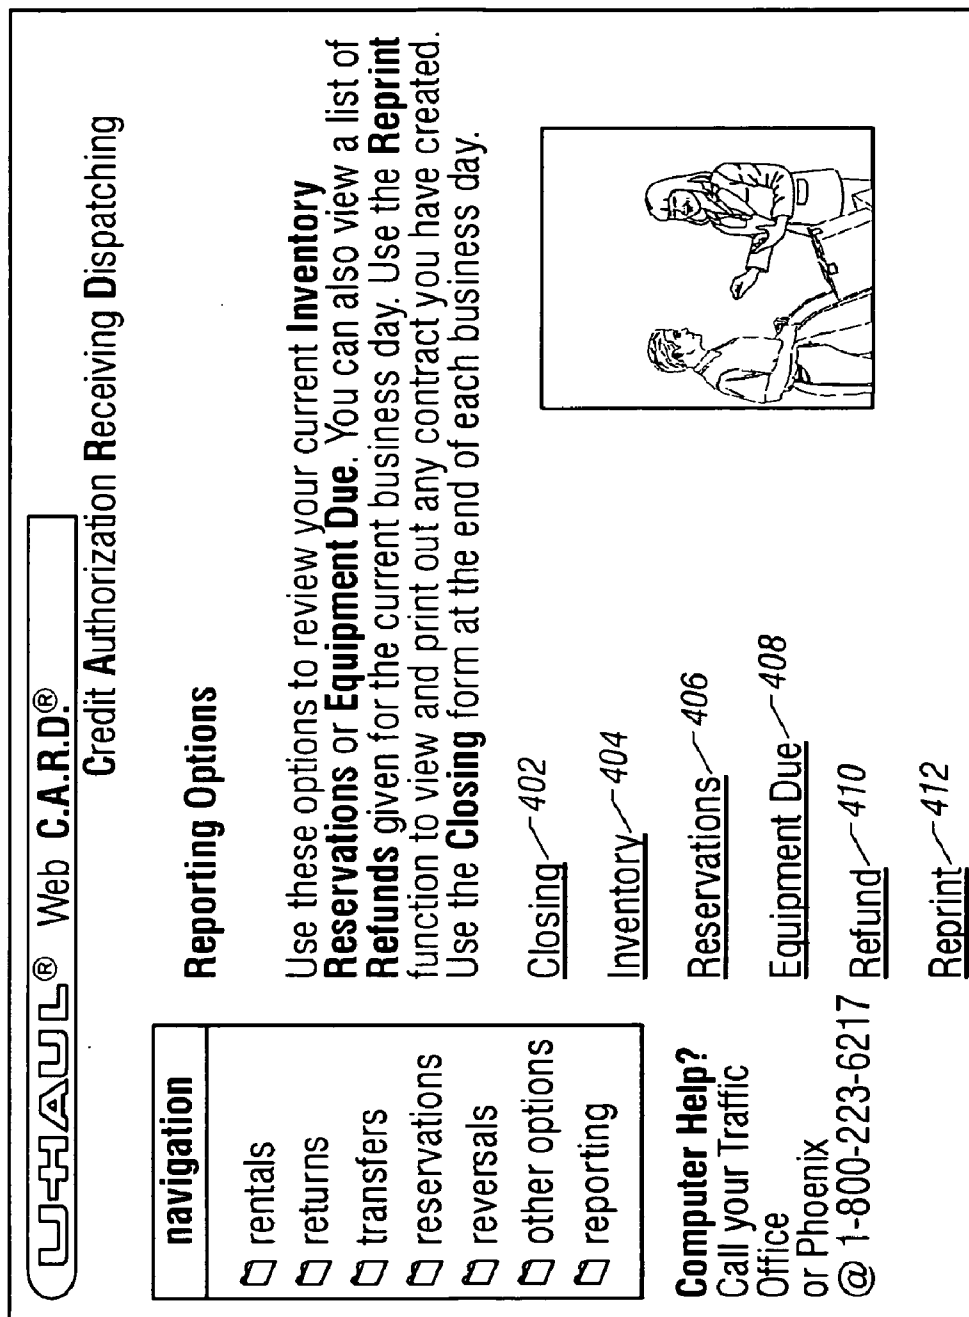 U-HAUL® Web C.A.R.D.®
Credit Authorization Receiving Dispatching
navigation
rentals
returns
transfers
reservations
reversals
other options
reporting
Computer Help?
Call your Traffic
Office
or Phoenix
@ 1-800-223-6217
Reporting Options
Use these options to review your current Inventory
Reservations or Equipment Due. You can also view a list of
Refunds given for the current business day. Use the Reprint
function to view and print out any contract you have created.
Use the Closing form at the end of each business day.
Closing 402
Inventory 404
Reservations 406
Equipment Due 408
Refund 410
Reprint 412